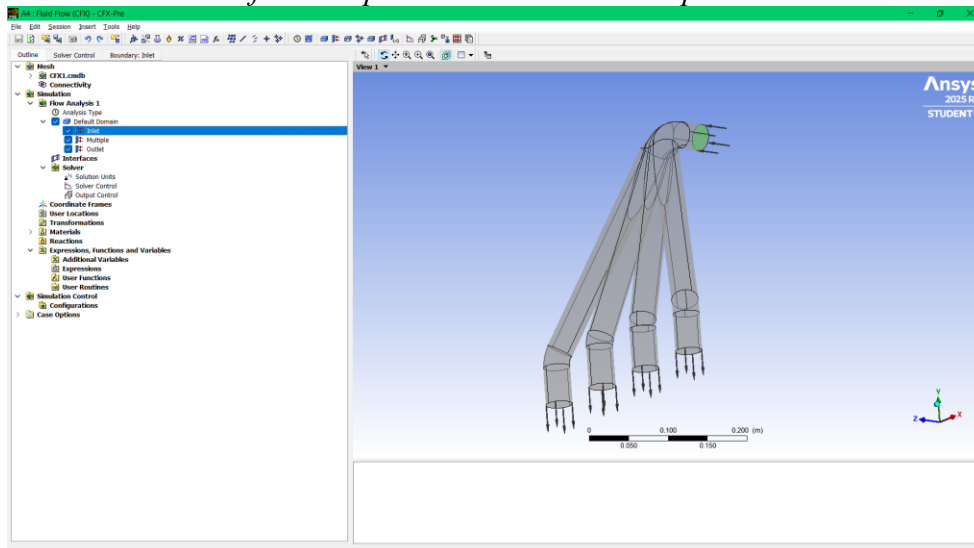 A4 : Fluid Flow (CFX) - CFX-Pre
File Edit Session Insert Tools Help
Outline Solver Control Boundary: Inlet
Mesh
CFX1.cmdb
Connectivity
Simulation
Flow Analysis 1
Analysis Type
Default Domain
Inlet
Multiple
Outlet
Interfaces
Solver
Solution Units
Solver Control
Output Control
Coordinate Frames
User Locations
Transformations
Materials
Reactions
Expressions, Functions and Variables
Additional Variables
Expressions
User Functions
User Routines
Simulation Control
Configurations
Case Options
View 1
Ansys
2025 R
STUDENT
0 0.100 0.200 (m)
0.050 0.150
Y
Z X